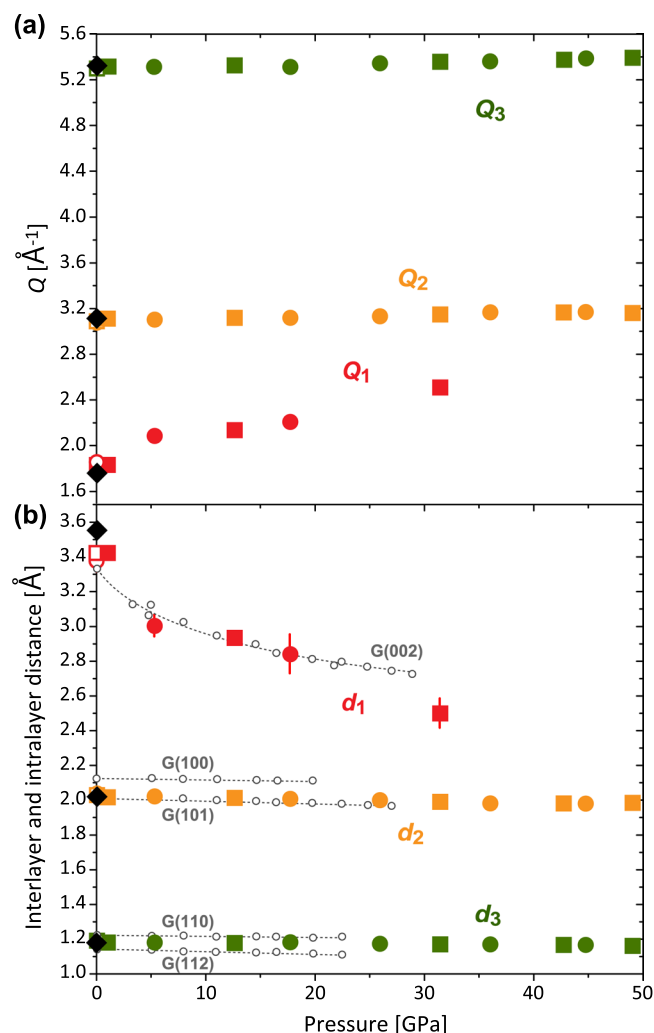 (a)
5.6
5.2
4.8
4.4
4.0
3.6
3.2
2.8
2.4
2.0
1.6
Q [Å-1]
Q3
Q2
Q1
(b)
3.6
3.4
3.2
3.0
2.8
2.6
2.4
2.2
2.0
1.8
1.6
1.4
1.2
1.0
Interlayer and intralayer distance [Å]
G(002)
d1
G(100)
G(101)
d2
G(110)
d3
G(112)
0 10 20 30 40 50
Pressure [GPa]